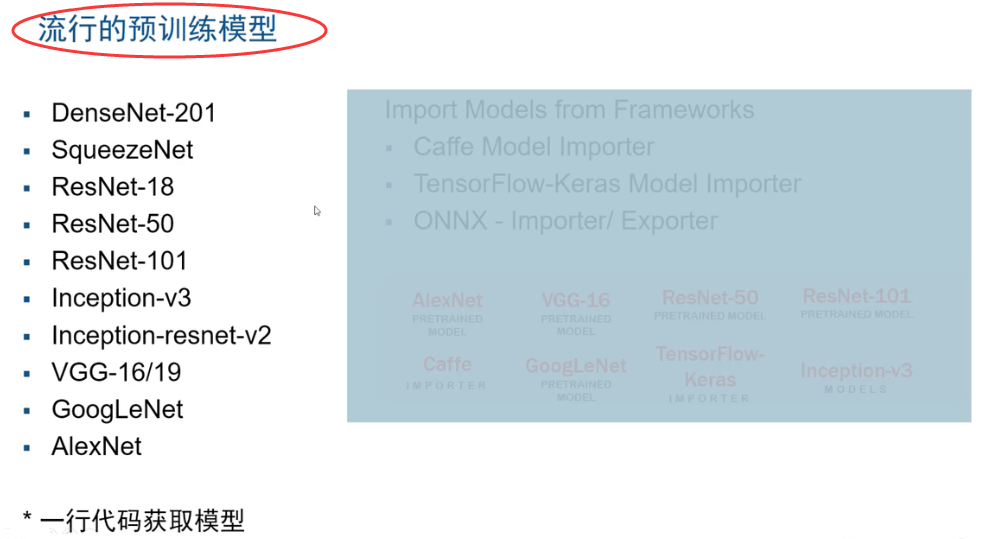 流行的预训练模型
▪ DenseNet-201
▪ SqueezeNet
▪ ResNet-18
▪ ResNet-50
▪ ResNet-101
▪ Inception-v3
▪ Inception-resnet-v2
▪ VGG-16/19
▪ GoogLeNet
▪ AlexNet
* 一行代码获取模型
Import Models from Frameworks
▪ Caffe Model Importer
▪ TensorFlow-Keras Model Importer
▪ ONNX - Importer/ Exporter
AlexNet
PRETRAINED
MODEL
VGG-16
PRETRAINED
MODEL
ResNet-50
PRETRAINED MODEL
ResNet-101
PRETRAINED MODEL
Caffe
IMPORTER
GoogLeNet
PRETRAINED
MODEL
TensorFlow-
Keras
IMPORTER
Inception-v3
MODELS